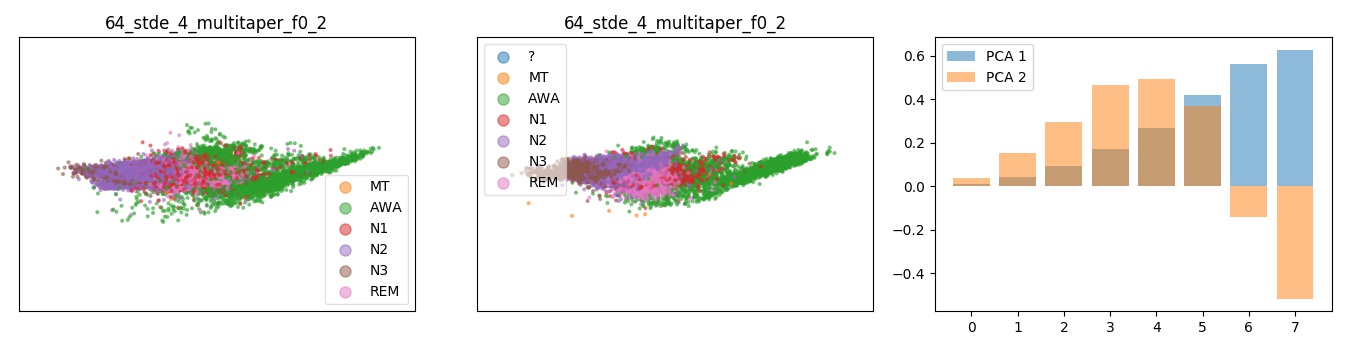 64_stde_4_multitaper_f0_2
MT
AWA
N1
N2
N3
REM
64_stde_4_multitaper_f0_2
?
MT
AWA
N1
N2
N3
REM
PCA 1
PCA 2
0.6
0.4
0.2
0.0
−0.2
−0.4
0 1 2 3 4 5 6 7